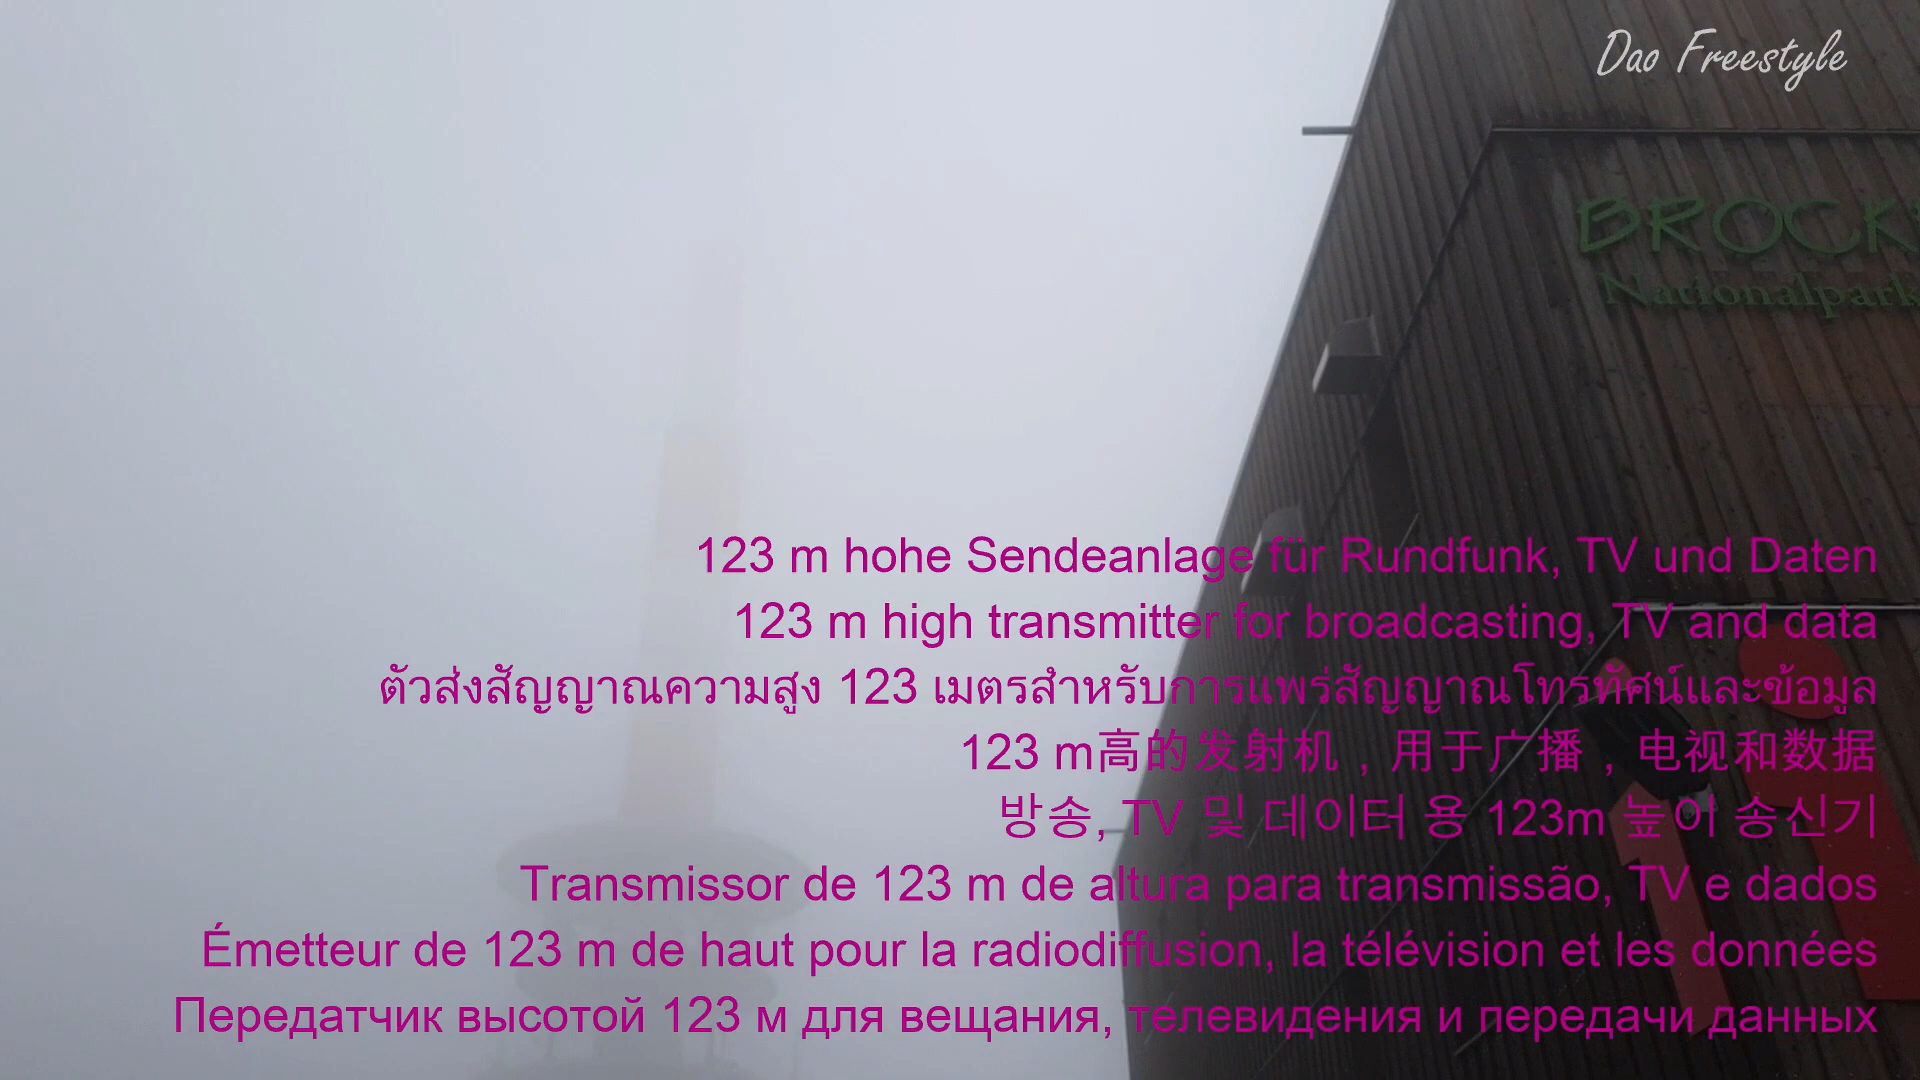 Dao Freestyle
BROCK
Nationalpark
123 m hohe Sendeanlage für Rundfunk, TV und Daten
123 m high transmitter for broadcasting, TV and data
ตัวส่งสัญญาณความสูง 123 เมตรสำหรับการแพร่สัญญาณโทรทัศน์และข้อมูล
123 m高的发射机，用于广播，电视和数据
방송, TV 및 데이터 용 123m 높이 송신기
Transmissor de 123 m de altura para transmissão, TV e dados
Émetteur de 123 m de haut pour la radiodiffusion, la télévision et les données
Передатчик высотой 123 м для вещания, телевидения и передачи данных